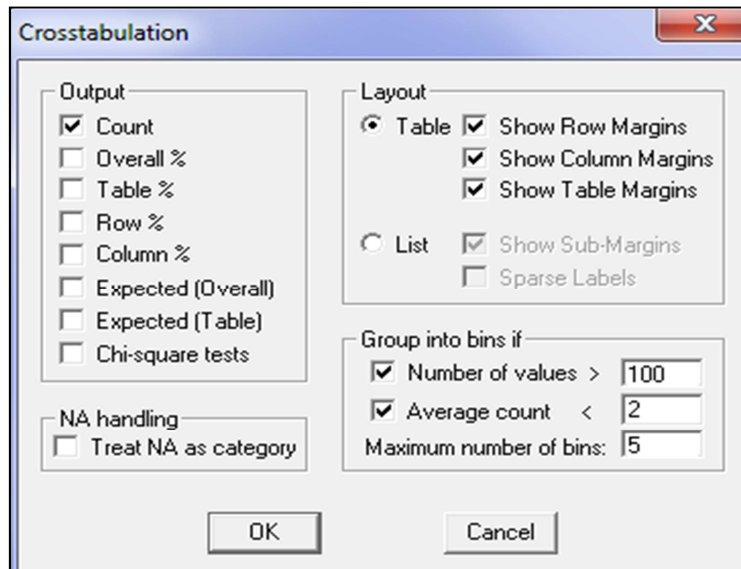 Crosstabulation
Output
Count
Overall %
Table %
Row %
Column %
Expected (Overall)
Expected (Table)
Chi-square tests
NA handling
Treat NA as category
Layout
Table Show Row Margins
Show Column Margins
Show Table Margins
List Show Sub-Margins
Sparse Labels
Group into bins if
Number of values > 100
Average count < 2
Maximum number of bins: 5
OK Cancel